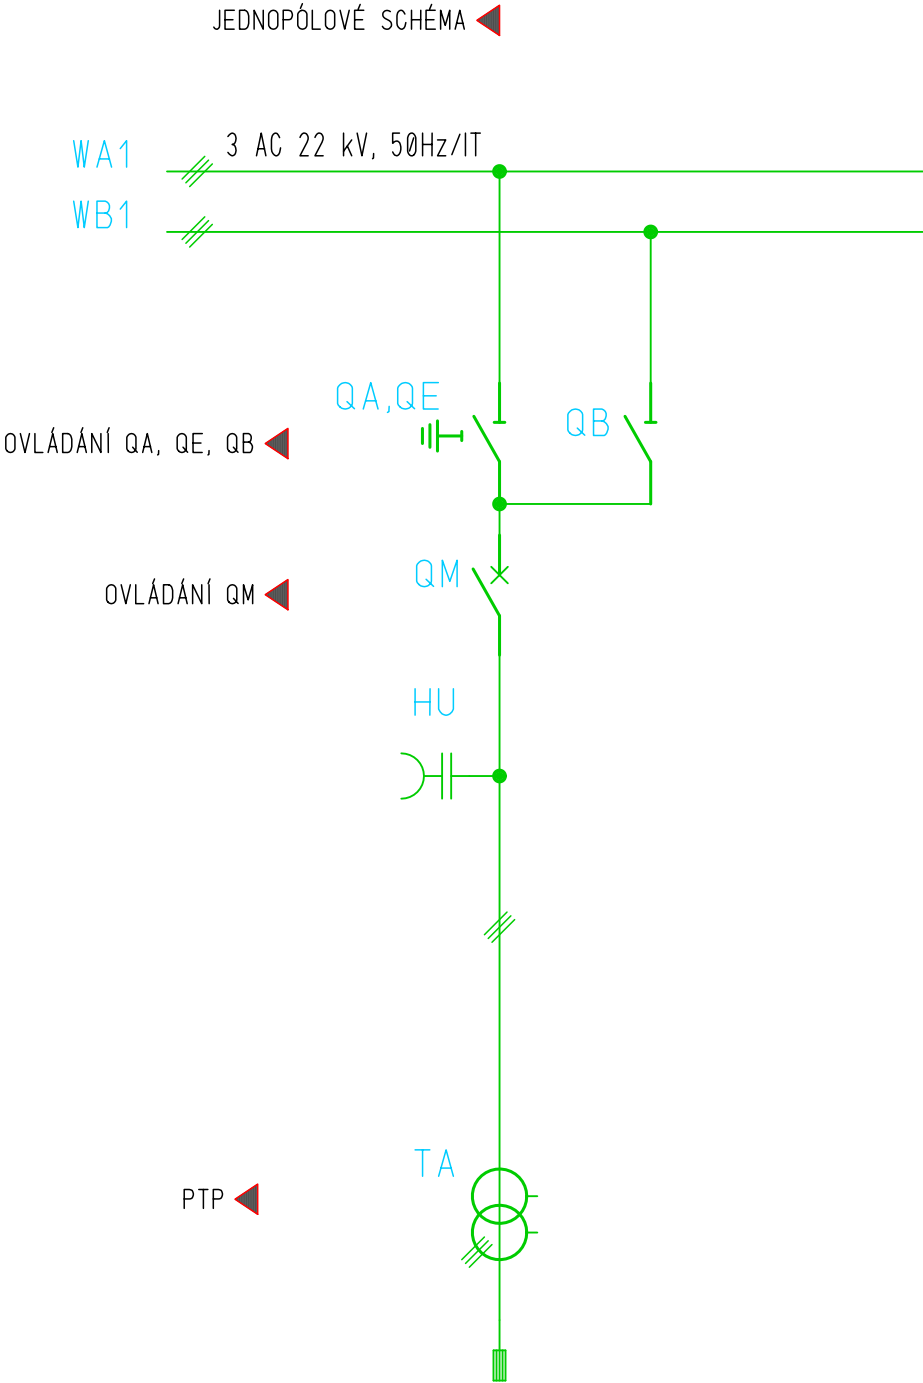 JEDNOPÓLOVÉ SCHÉMA
3 AC 22 kV, 50Hz/IT
WA1
WB1
QA,QE
QB
OVLÁDÁNÍ QA, QE, QB
QM
OVLÁDÁNÍ QM
HU
TA
PTP